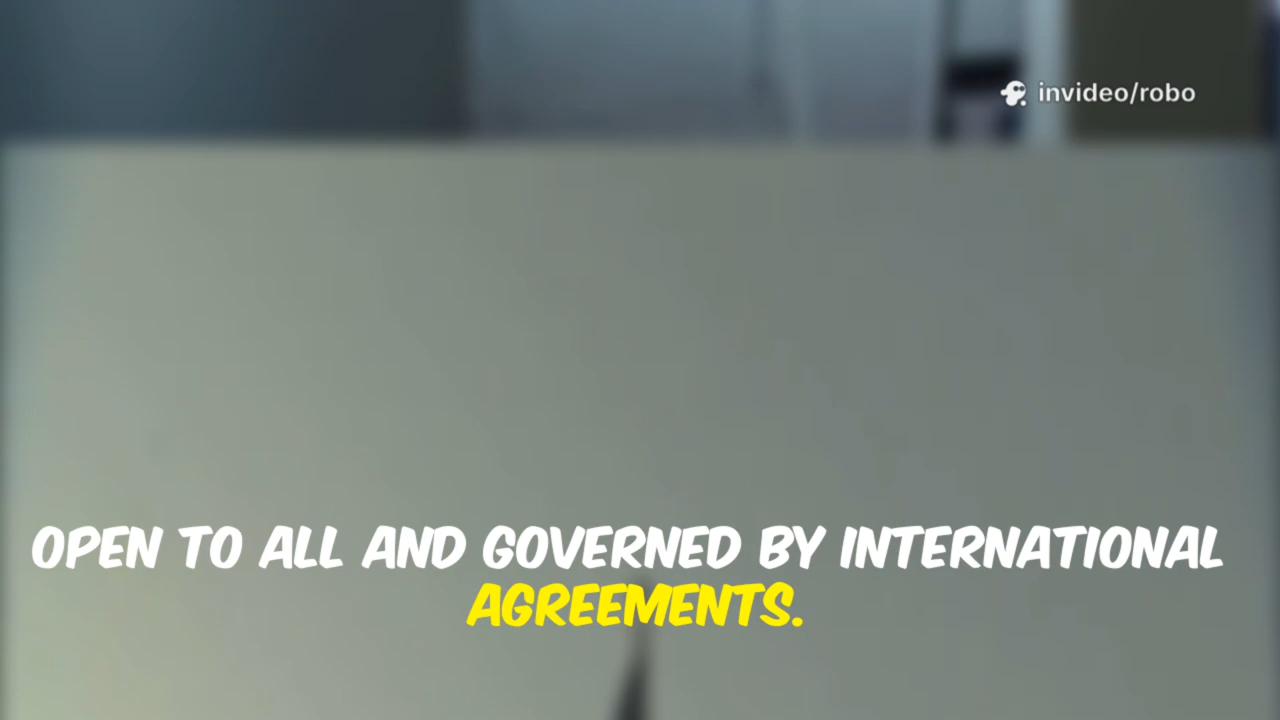 invideo/robo
OPEN TO ALL AND GOVERNED BY INTERNATIONAL
AGREEMENTS.